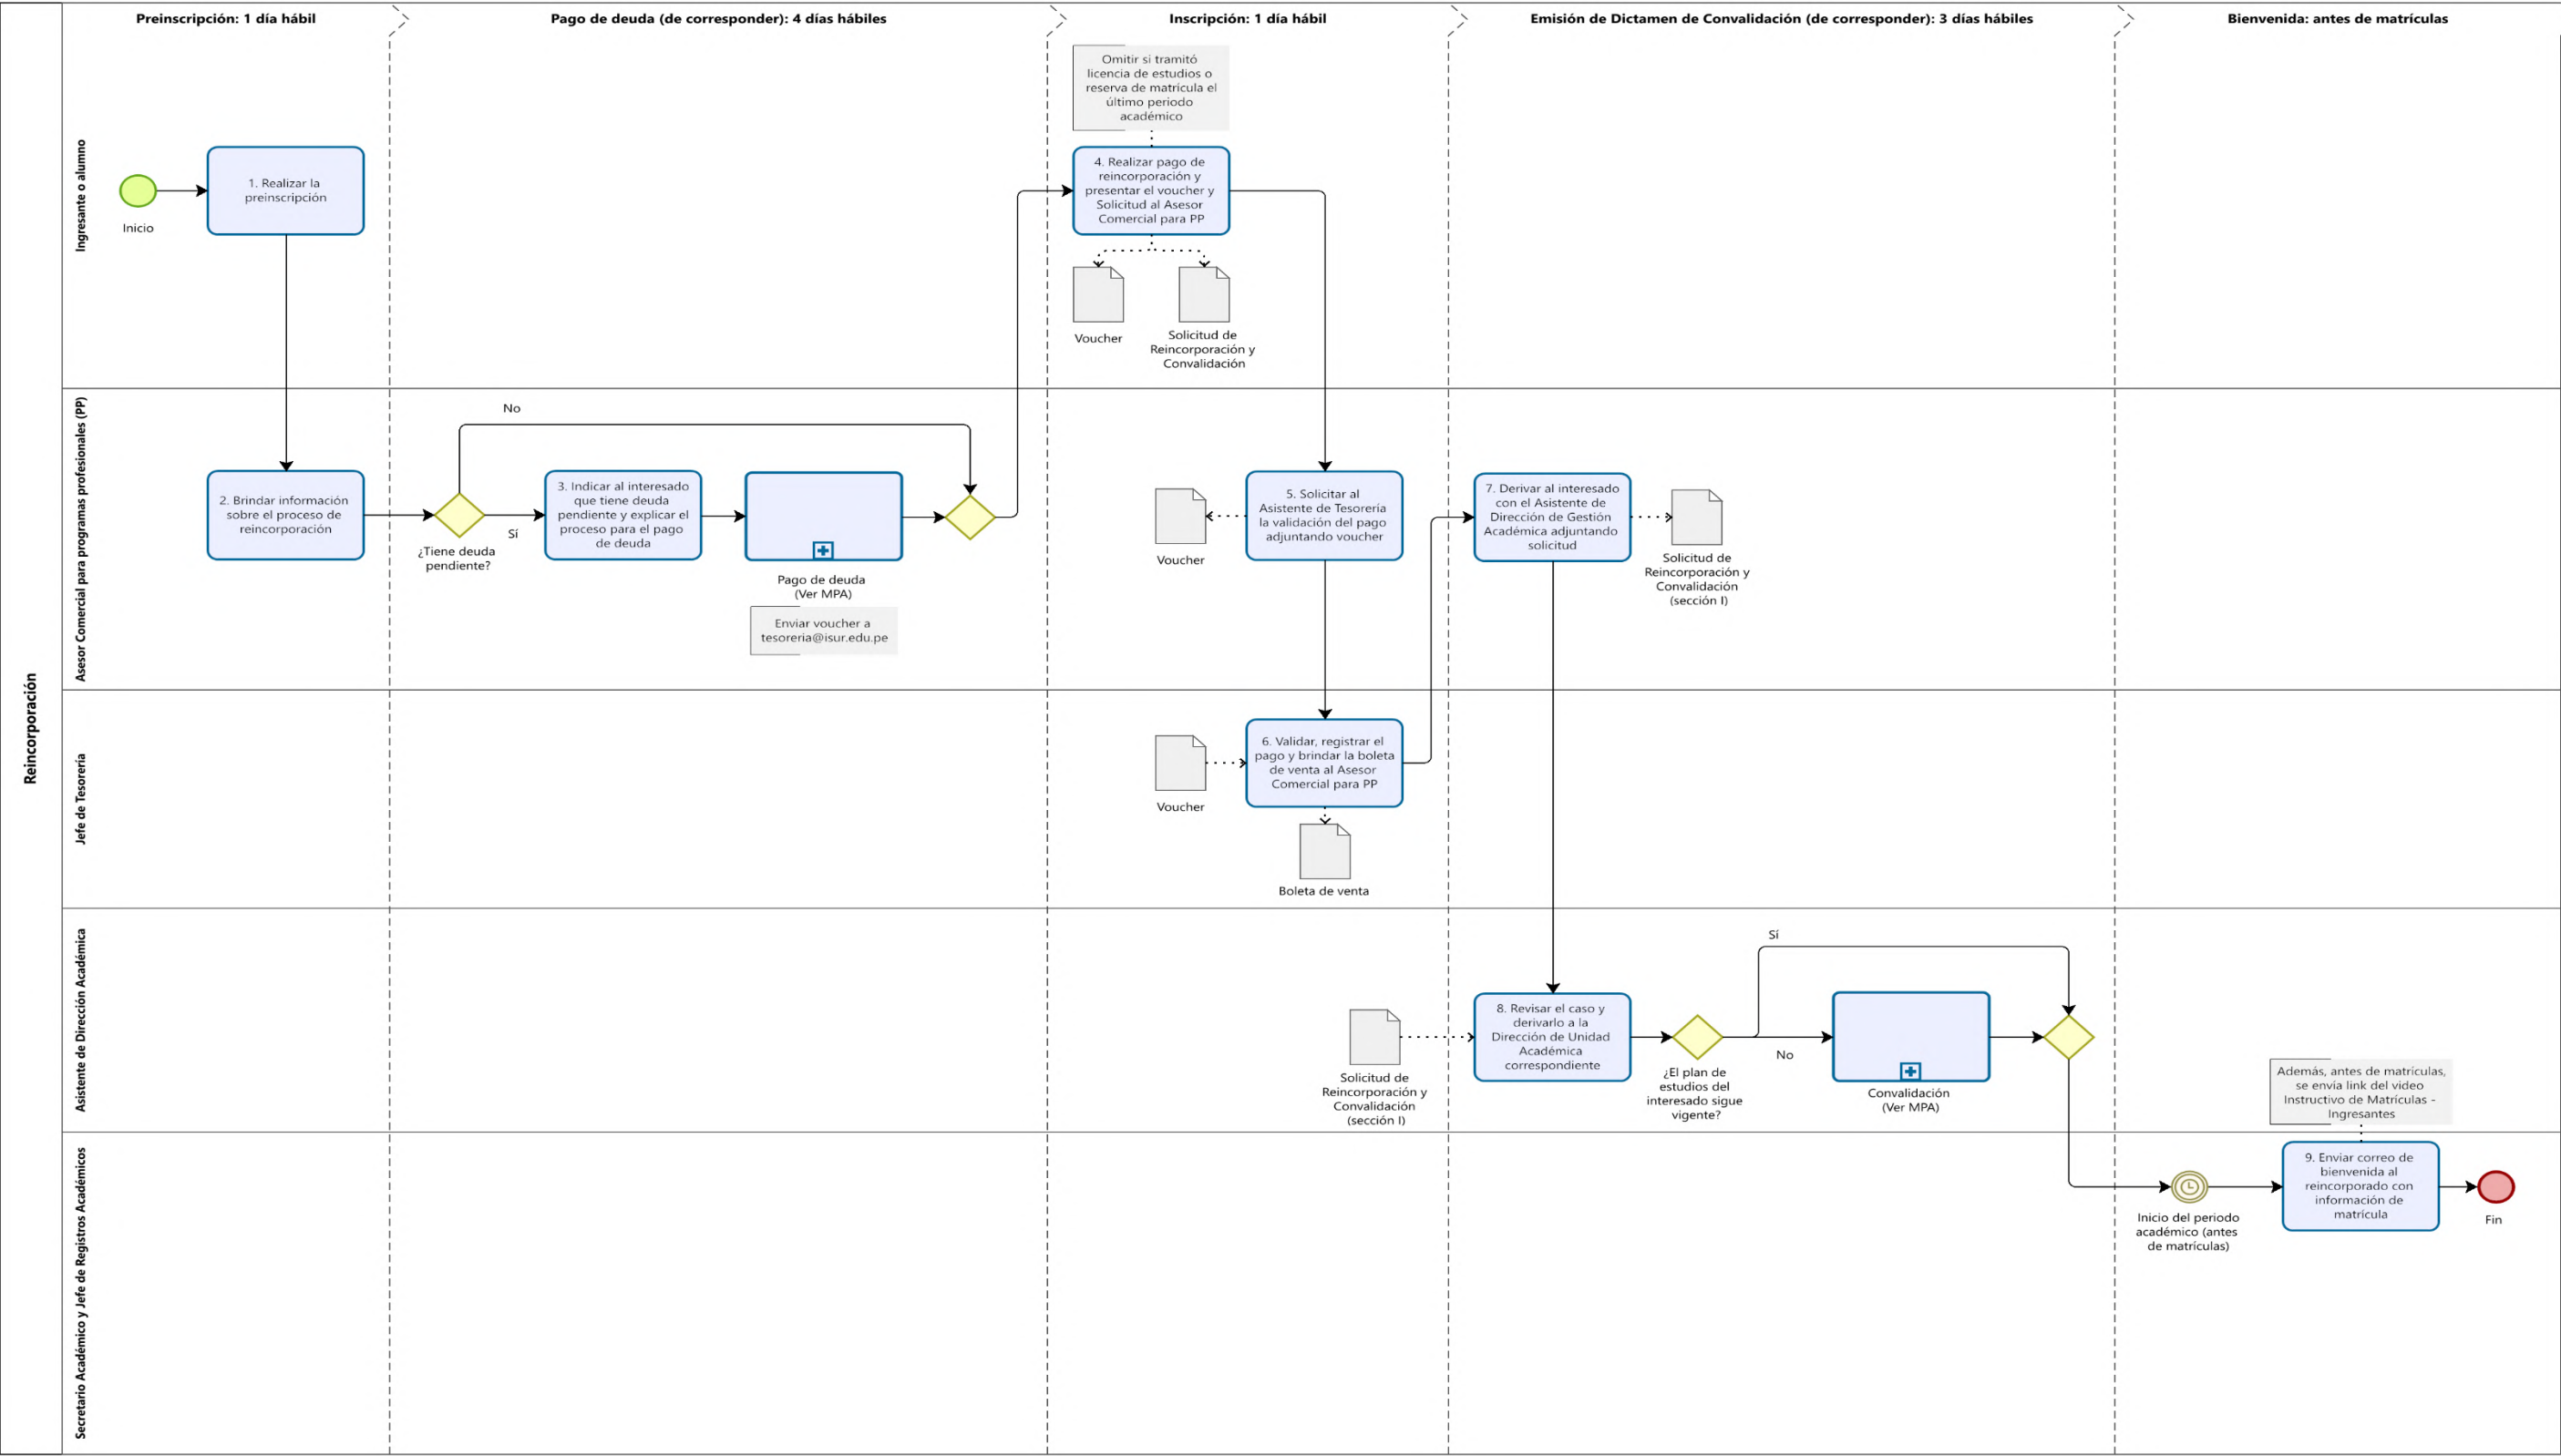 Preinscripción: 1 día hábil
Pago de deuda (de corresponder): 4 días hábiles
Inscripción: 1 día hábil
Emisión de Dictamen de Convalidación (de corresponder): 3 días hábiles
Bienvenida: antes de matrículas
Reincorporación
Ingresante o alumno
Inicio
1. Realizar la
preinscripción
Omitir si tramitó
licencia de estudios o
reserva de matricula el
último periodo
académico
4. Realizar pago de
reincorporación y
presentar el voucher y
Solicitud al Asesor
Comercial para PP
Voucher
Solicitud de
Reincorporación y
Convalidación
Asesor Comercial para programas profesionales (PP)
2. Brindar información
sobre el proceso de
reincorporación
¿Tiene deuda
pendiente?
No
Sí
3. Indicar al interesado
que tiene deuda
pendiente y explicar el
proceso para el pago
de deuda
Pago de deuda
(Ver MPA)
Enviar voucher a
tesoreria@isur.edu.pe
Voucher
5. Solicitar al
Asistente de Tesorería
la validación del pago
adjuntando voucher
7. Derivar al interesado
con el Asistente de
Dirección de Gestión
Académica adjuntando
solicitud
Solicitud de
Reincorporación y
Convalidación
(sección I)
Jefe de Tesorería
Voucher
6. Validar, registrar el
pago y brindar la boleta
de venta al Asesor
Comercial para PP
Boleta de venta
Asistente de Dirección Académica
Solicitud de
Reincorporación y
Convalidación
(sección I)
8. Revisar el caso y
derivarlo a la
Dirección de Unidad
Académica
correspondiente
¿El plan de
estudios del
interesado sigue
vigente?
Sí
No
Convalidación
(Ver MPA)
Además, antes de matrículas,
se envía link del video
Instructivo de Matrículas -
Ingresantes
Secretario Académico y Jefe de Registros Académicos
Inicio del periodo
académico (antes
de matrículas)
9. Enviar correo de
bienvenida al
reincorporado con
información de
matrícula
Fin